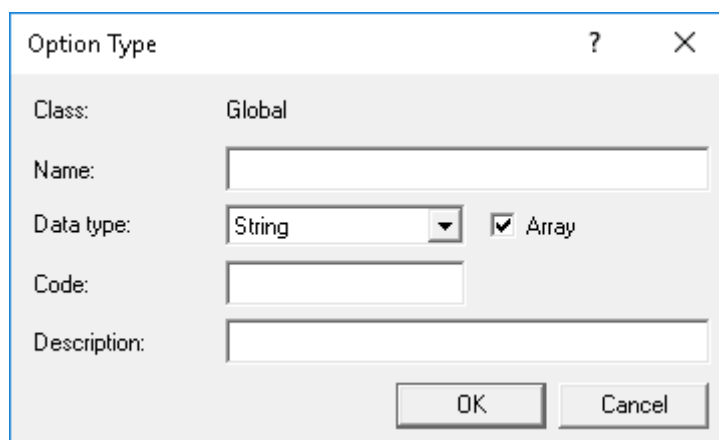 Option Type ?
Class: Global
Name:
Data type: String Array
Code:
Description:
OK Cancel